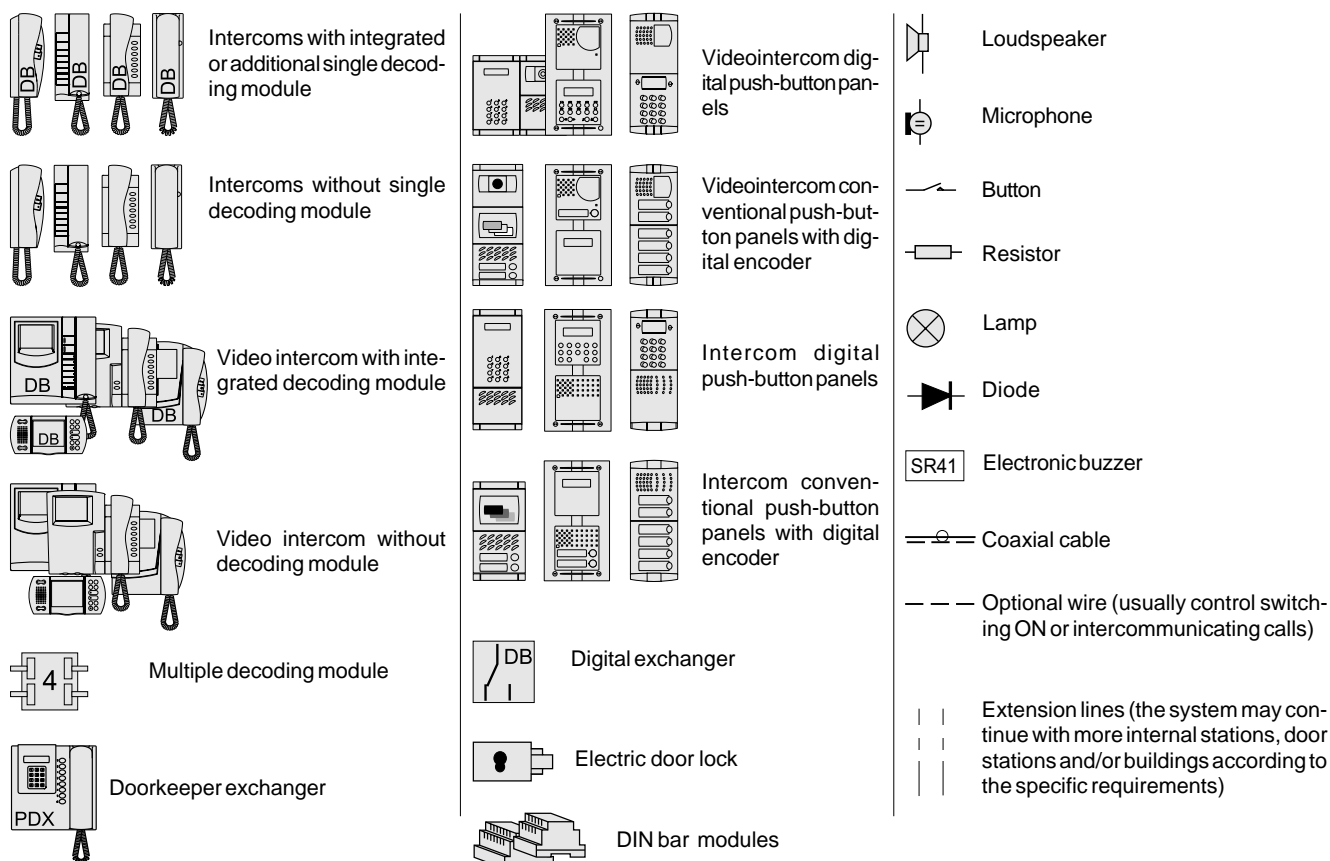 DB
DB
DB
DB
Intercoms with integrated
or additional single decod-
ing module
Intercoms without single
decoding module
DB
DB
DB
Video intercom with inte-
grated decoding module
Video intercom without
decoding module
4
Multiple decoding module
PDX
Doorkeeper exchanger
Videointercom dig-
ital push-button pan-
els
Videointercom con-
ventional push-but-
ton panels with dig-
ital encoder
Intercom digital
push-button panels
Intercom conven-
tional push-button
panels with digital
encoder
DB
Digital exchanger
Electric door lock
DIN bar modules
Loudspeaker
Microphone
Button
Resistor
Lamp
Diode
SR41
Electronic buzzer
Coaxial cable
Optional wire (usually control switch-
ing ON or intercommunicating calls)
Extension lines (the system may con-
tinue with more internal stations, door
stations and/or buildings according to
the specific requirements)